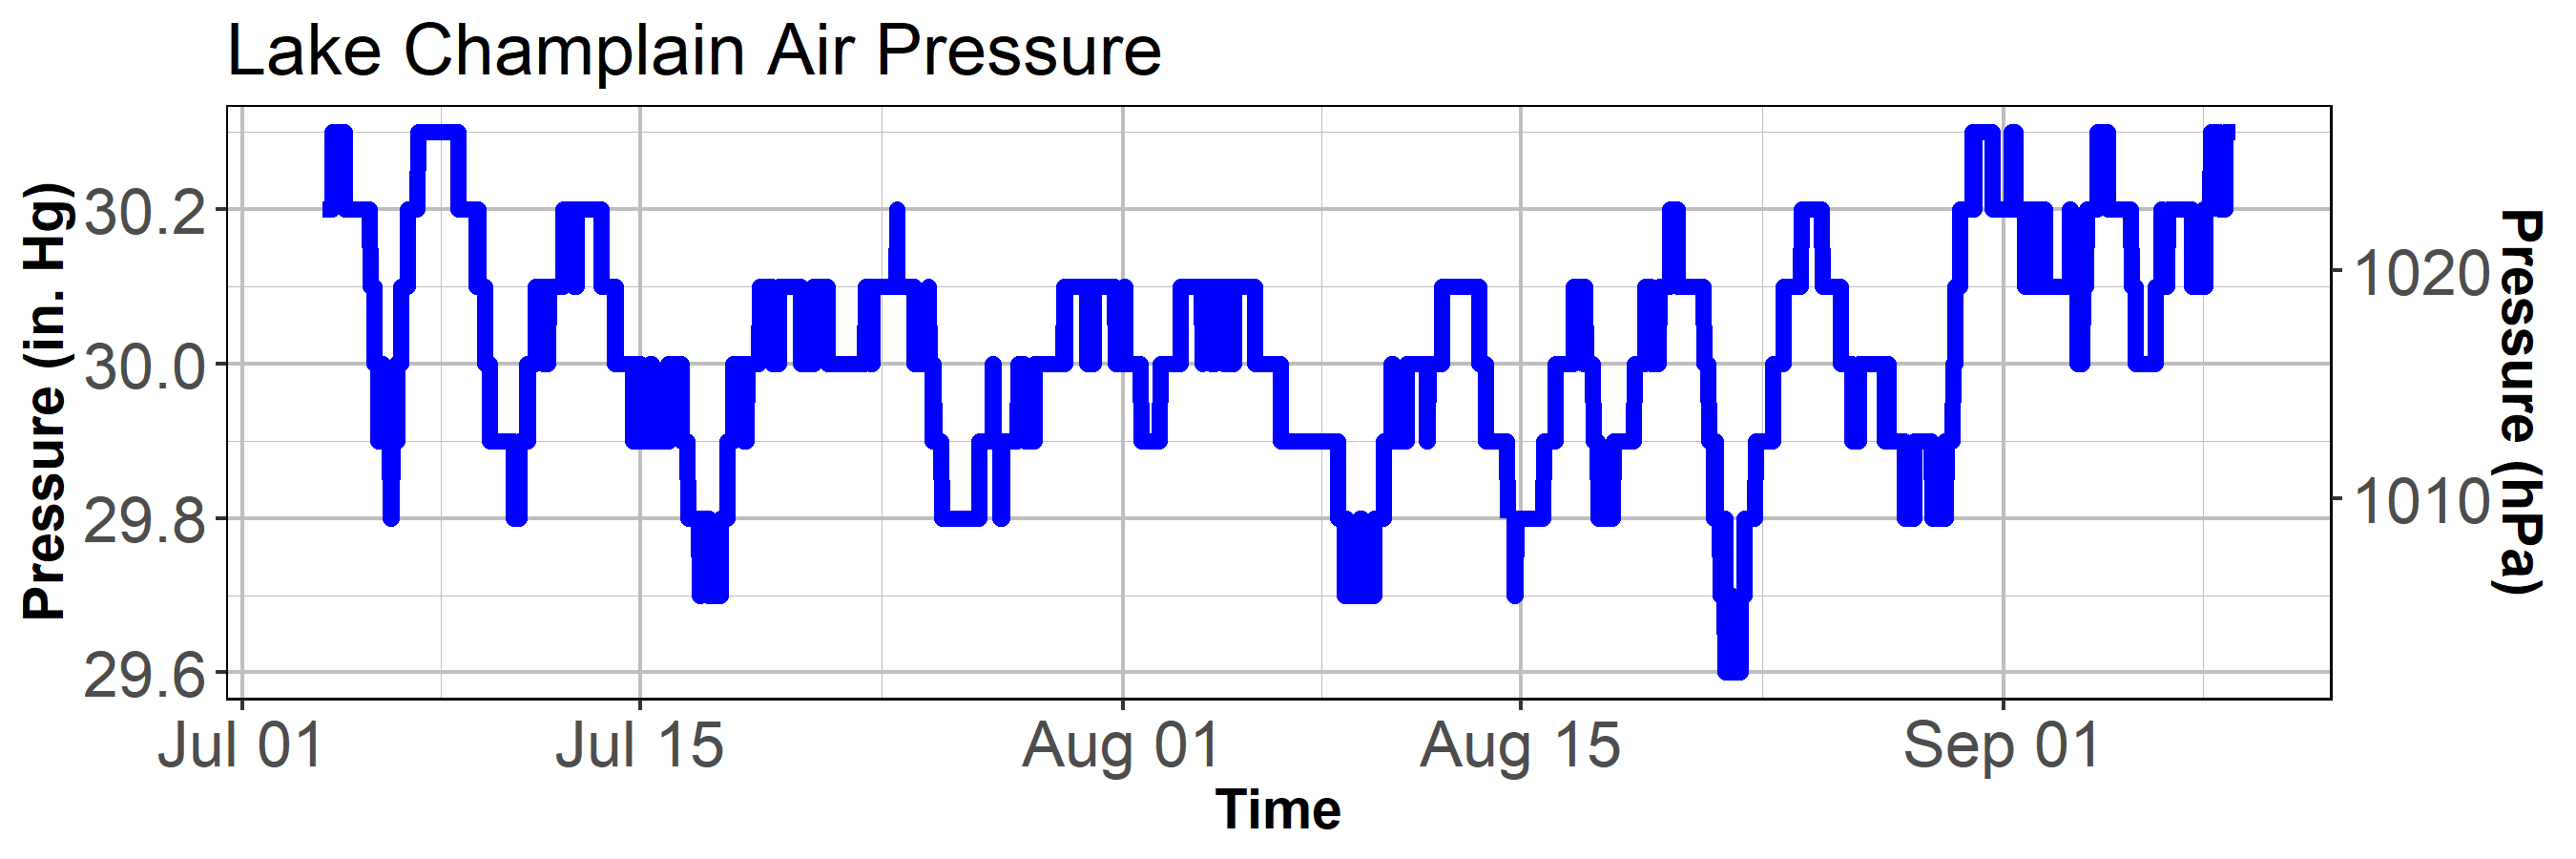 Lake Champlain Air Pressure
Pressure (in. Hg)
30.2
30.0
29.8
29.6
1020
1010
Pressure (hPa)
Jul 01
Jul 15
Aug 01
Aug 15
Sep 01
Time